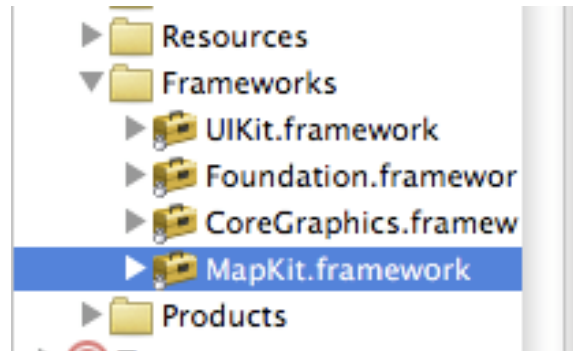 Resources
Frameworks
UIKit.framework
Foundation.framewor
CoreGraphics.framew
MapKit.framework
Products